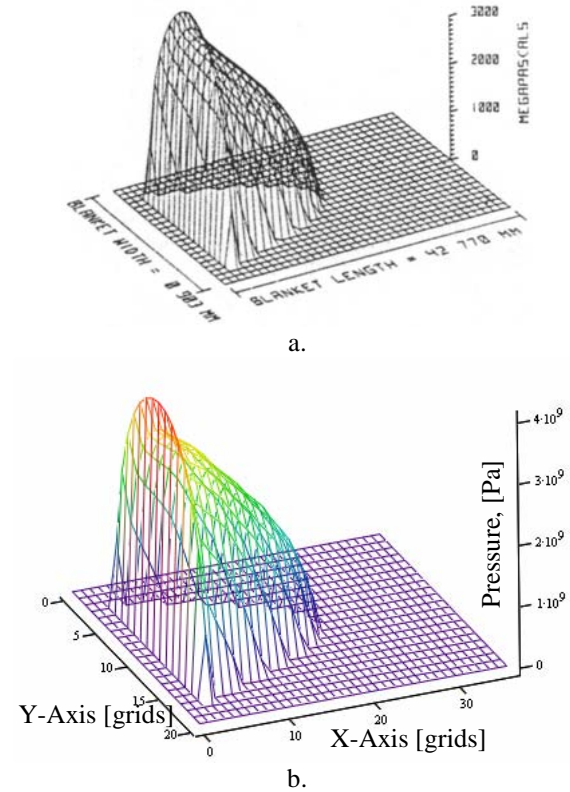 3000
2000
1000
0
MEGAPASCALS
BLANKET WIDTH = 0 903 MM
BLANKET LENGTH = 42 770 MM
a.
4·10⁹
3·10⁹
2·10⁹
1·10⁹
0
Pressure, [Pa]
0
5
10
15
20
Y-Axis [grids]
0
10
20
30
X-Axis [grids]
b.